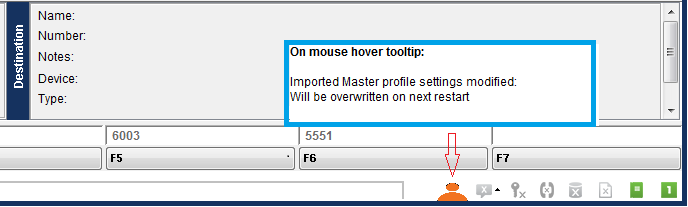 Destination
Name:
Number:
Notes:
Device:
Type:
On mouse hover tooltip:
Imported Master profile settings modified:
Will be overwritten on next restart
6003 5551
F5 F6 F7
1